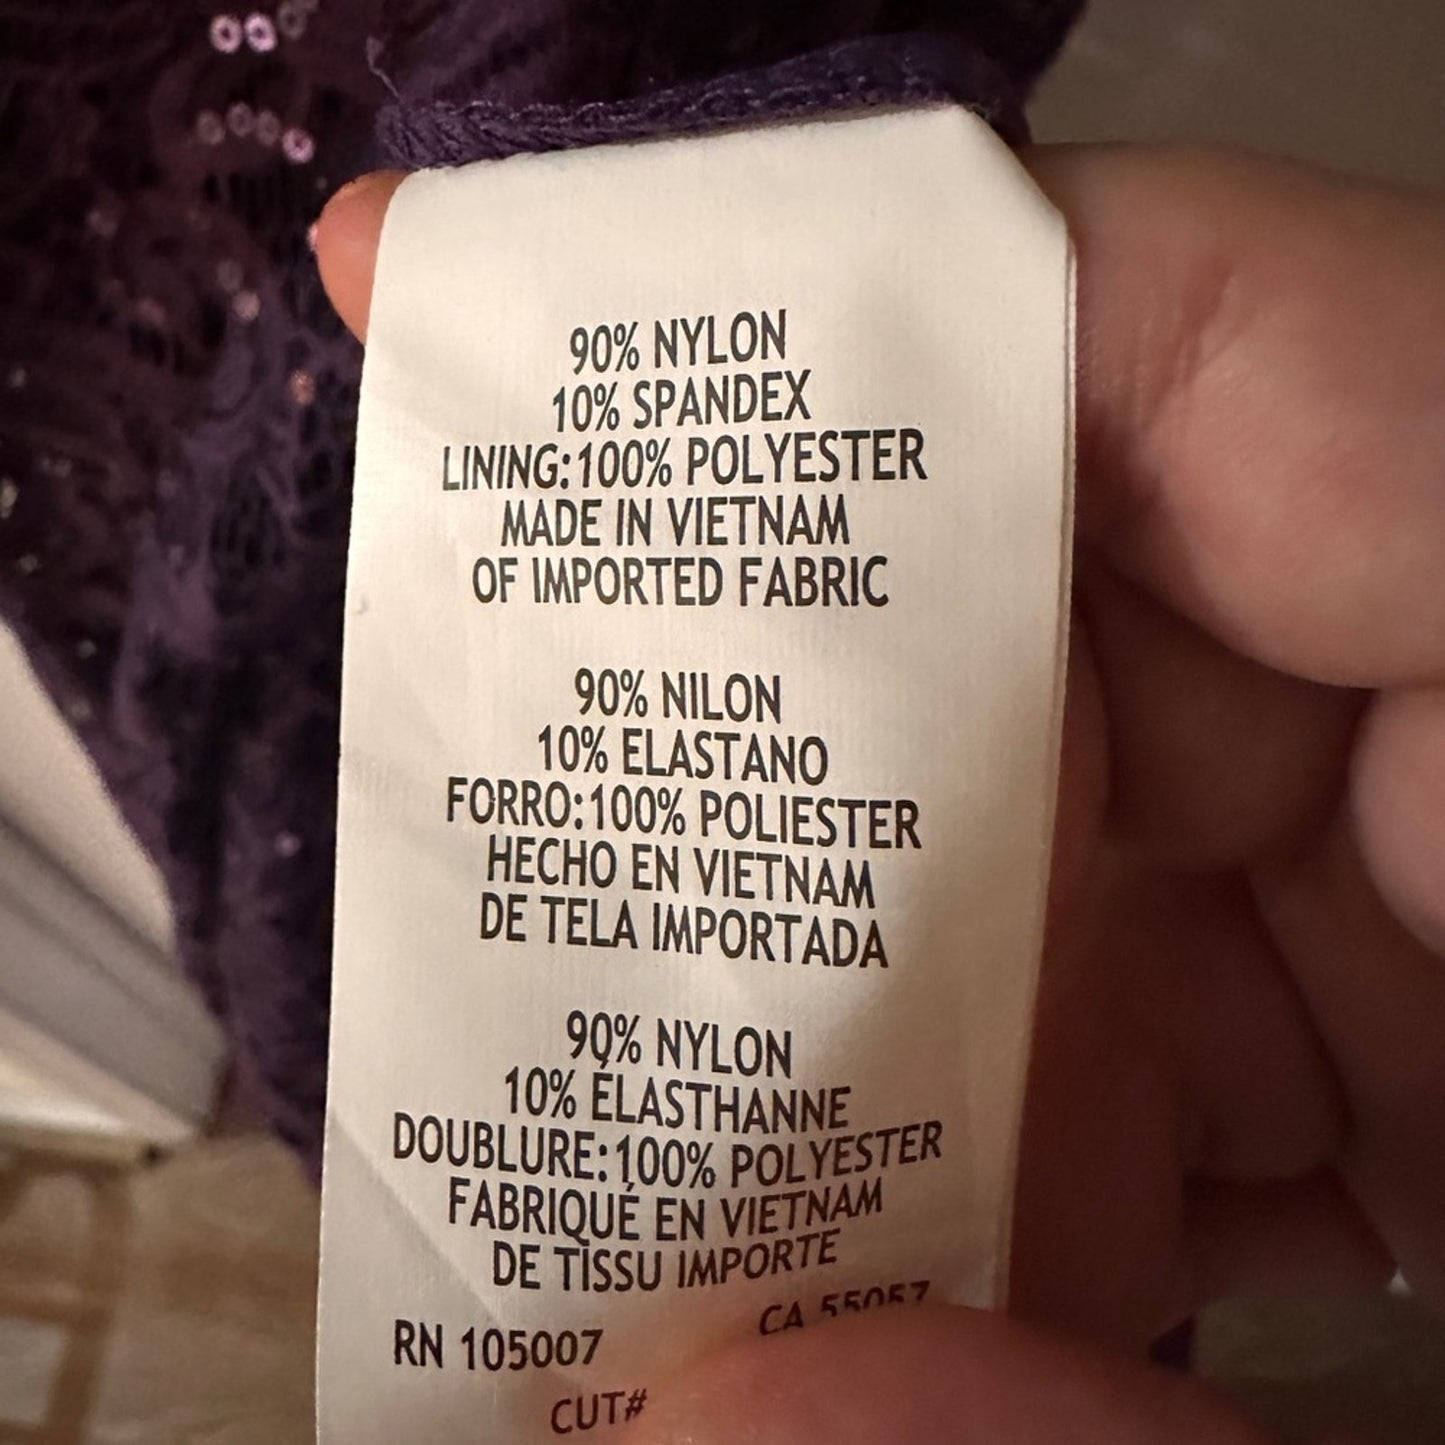 90% NYLON
10% SPANDEX
LINING:100% POLYESTER
MADE IN VIETNAM
OF IMPORTED FABRIC
90% NILON
10% ELASTANO
FORRO:100% POLIESTER
HECHO EN VIETNAM
DE TELA IMPORTADA
90% NYLON
10% ÉLASTHANNE
DOUBLURE:100% POLYESTER
FABRIQUÉ EN VIETNAM
DE TISSU IMPORTE
RN 105007 CA 55057
CUT#